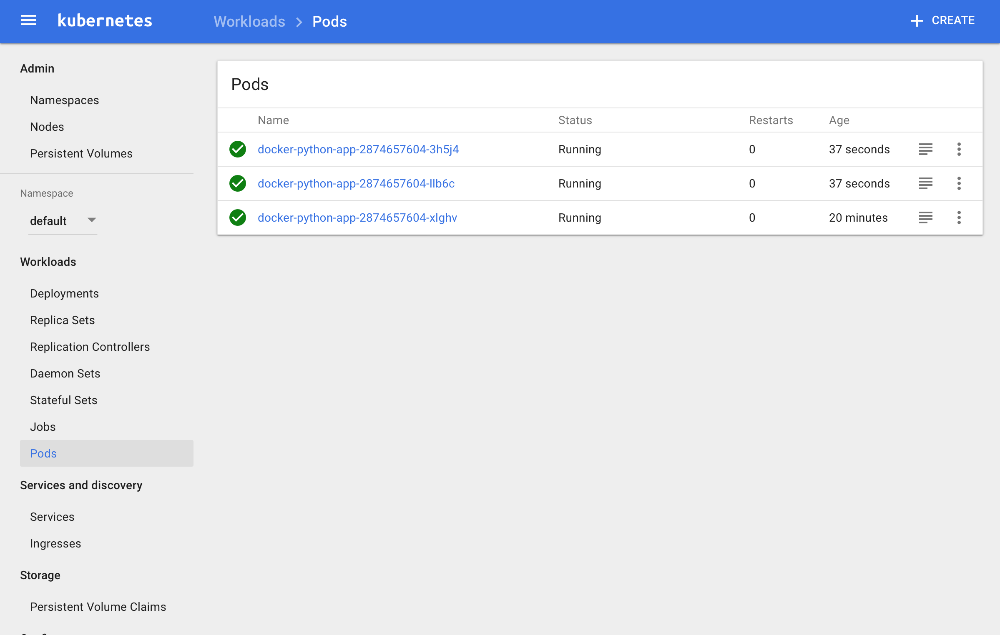 kubernetes Workloads > Pods + CREATE
Admin
Namespaces
Nodes
Persistent Volumes
Namespace
default
Workloads
Deployments
Replica Sets
Replication Controllers
Daemon Sets
Stateful Sets
Jobs
Pods
Services and discovery
Services
Ingresses
Storage
Persistent Volume Claims
Pods
Name Status Restarts Age
docker-python-app-2874657604-3h5j4 Running 0 37 seconds
docker-python-app-2874657604-llb6c Running 0 37 seconds
docker-python-app-2874657604-xlghv Running 0 20 minutes